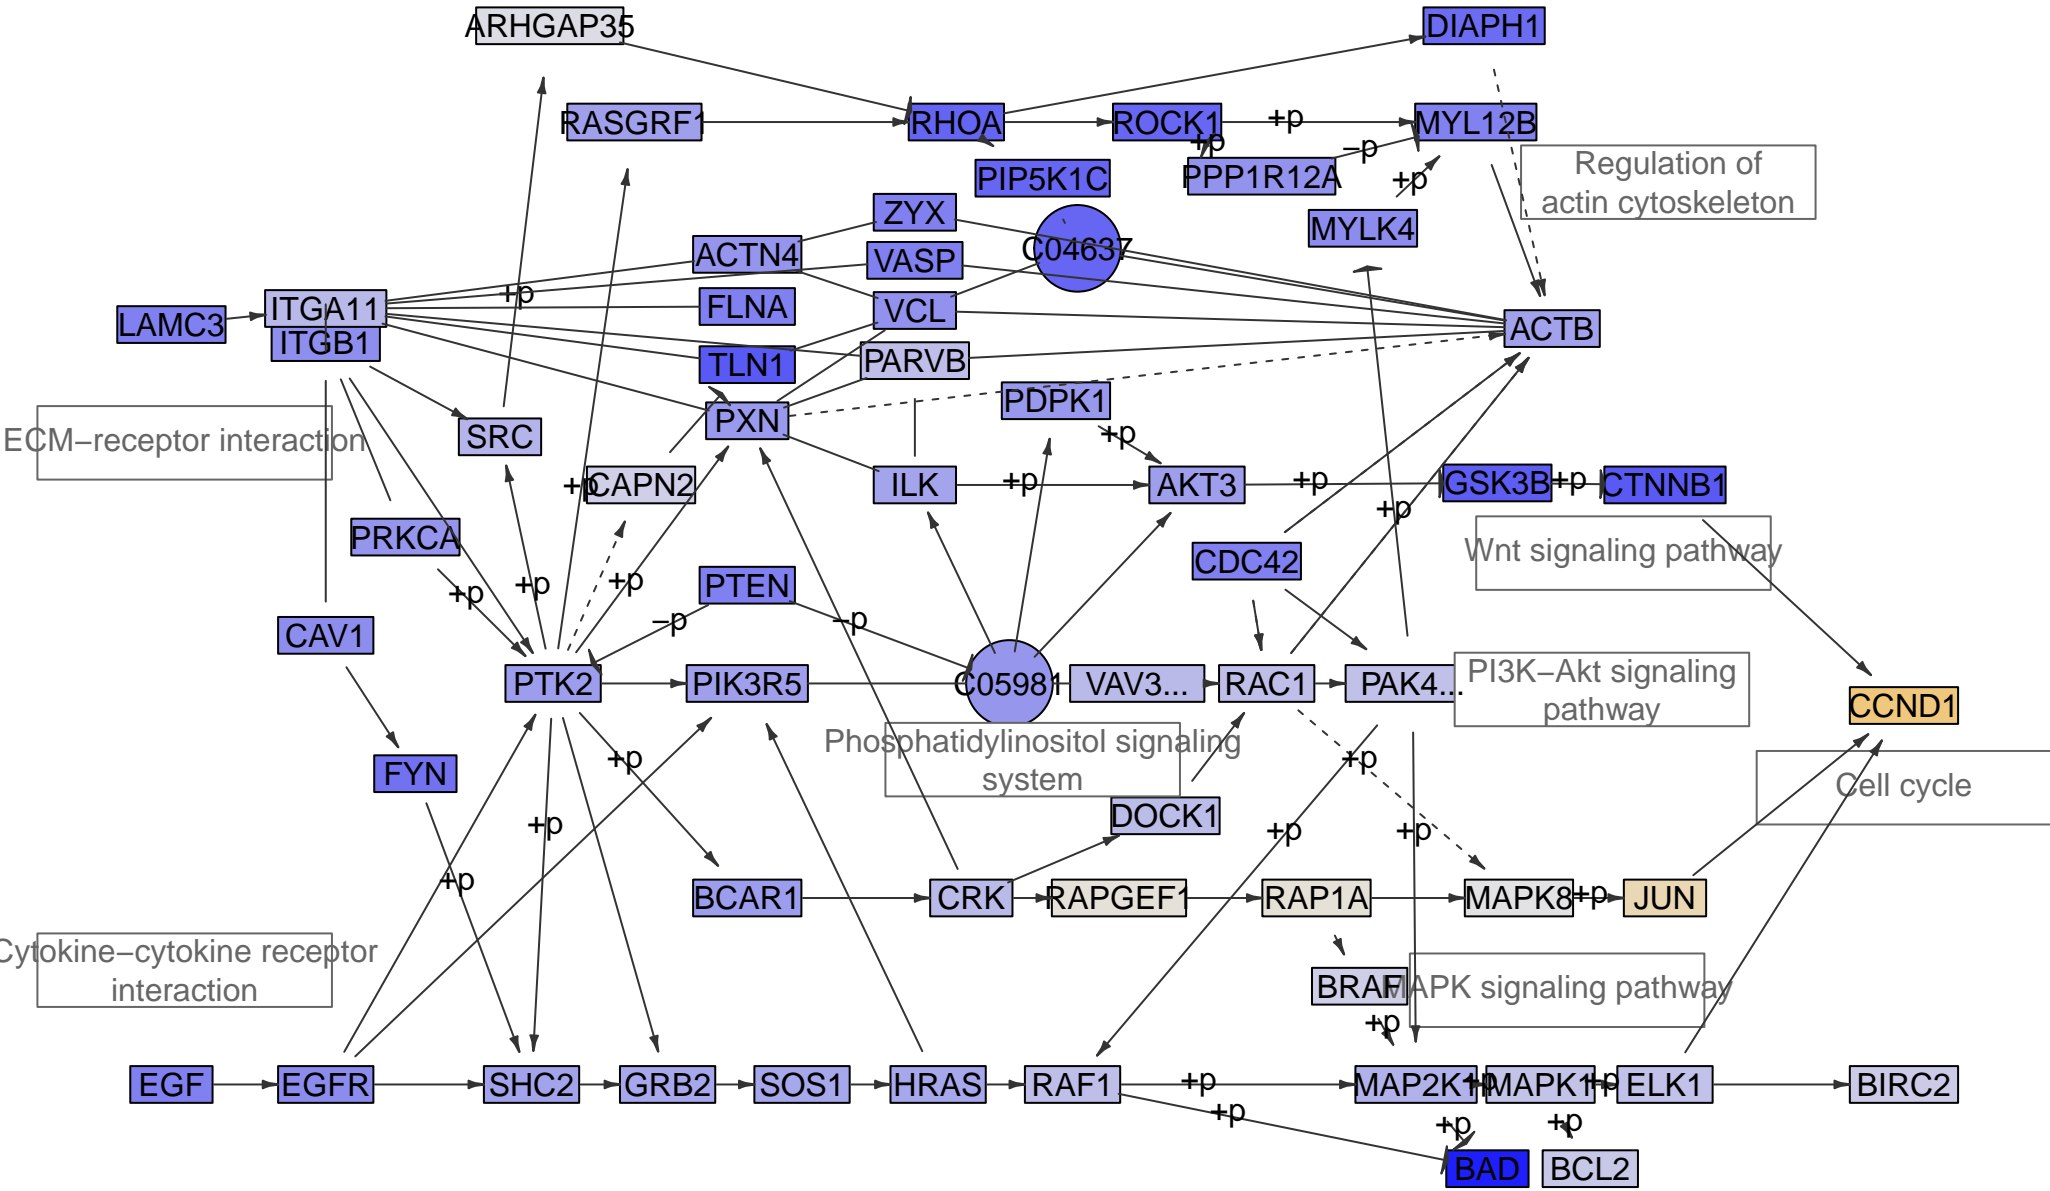 ARHGAP35
DIAPH1
RASGRF1
RHOA
ROCK1
+p
MYL12B
+p
−p
PIP5K1C
PPP1R12A
+p
Regulation of
actin cytoskeleton
ZYX
MYLK4
ACTN4
VASP
C04637
+p
ITGA11
LAMC3
FLNA
VCL
ACTB
ITGB1
TLN1
PARVB
PDPK1
PXN
+p
ECM−receptor interaction
SRC
+p
CAPN2
ILK
+p
AKT3
+p
GSK3B
+p
CTNNB1
+p
PRKCA
Wnt signaling pathway
CDC42
+p
+p
+p
PTEN
−p
−p
CAV1
PTK2
PIK3R5
C05981
VAV3...
RAC1
PAK4...
PI3K−Akt signaling
pathway
CCND1
Phosphatidylinositol signaling
system
+p
+p
FYN
Cell cycle
DOCK1
+p
+p
+p
+p
BCAR1
CRK
RAPGEF1
RAP1A
MAPK8
+p
JUN
Cytokine−cytokine receptor
interaction
BRAF
MAPK signaling pathway
+p
EGF
EGFR
SHC2
GRB2
SOS1
HRAS
RAF1
+p
MAP2K1
+p
MAPK1
+p
ELK1
BIRC2
+p
+p
+p
BAD
BCL2